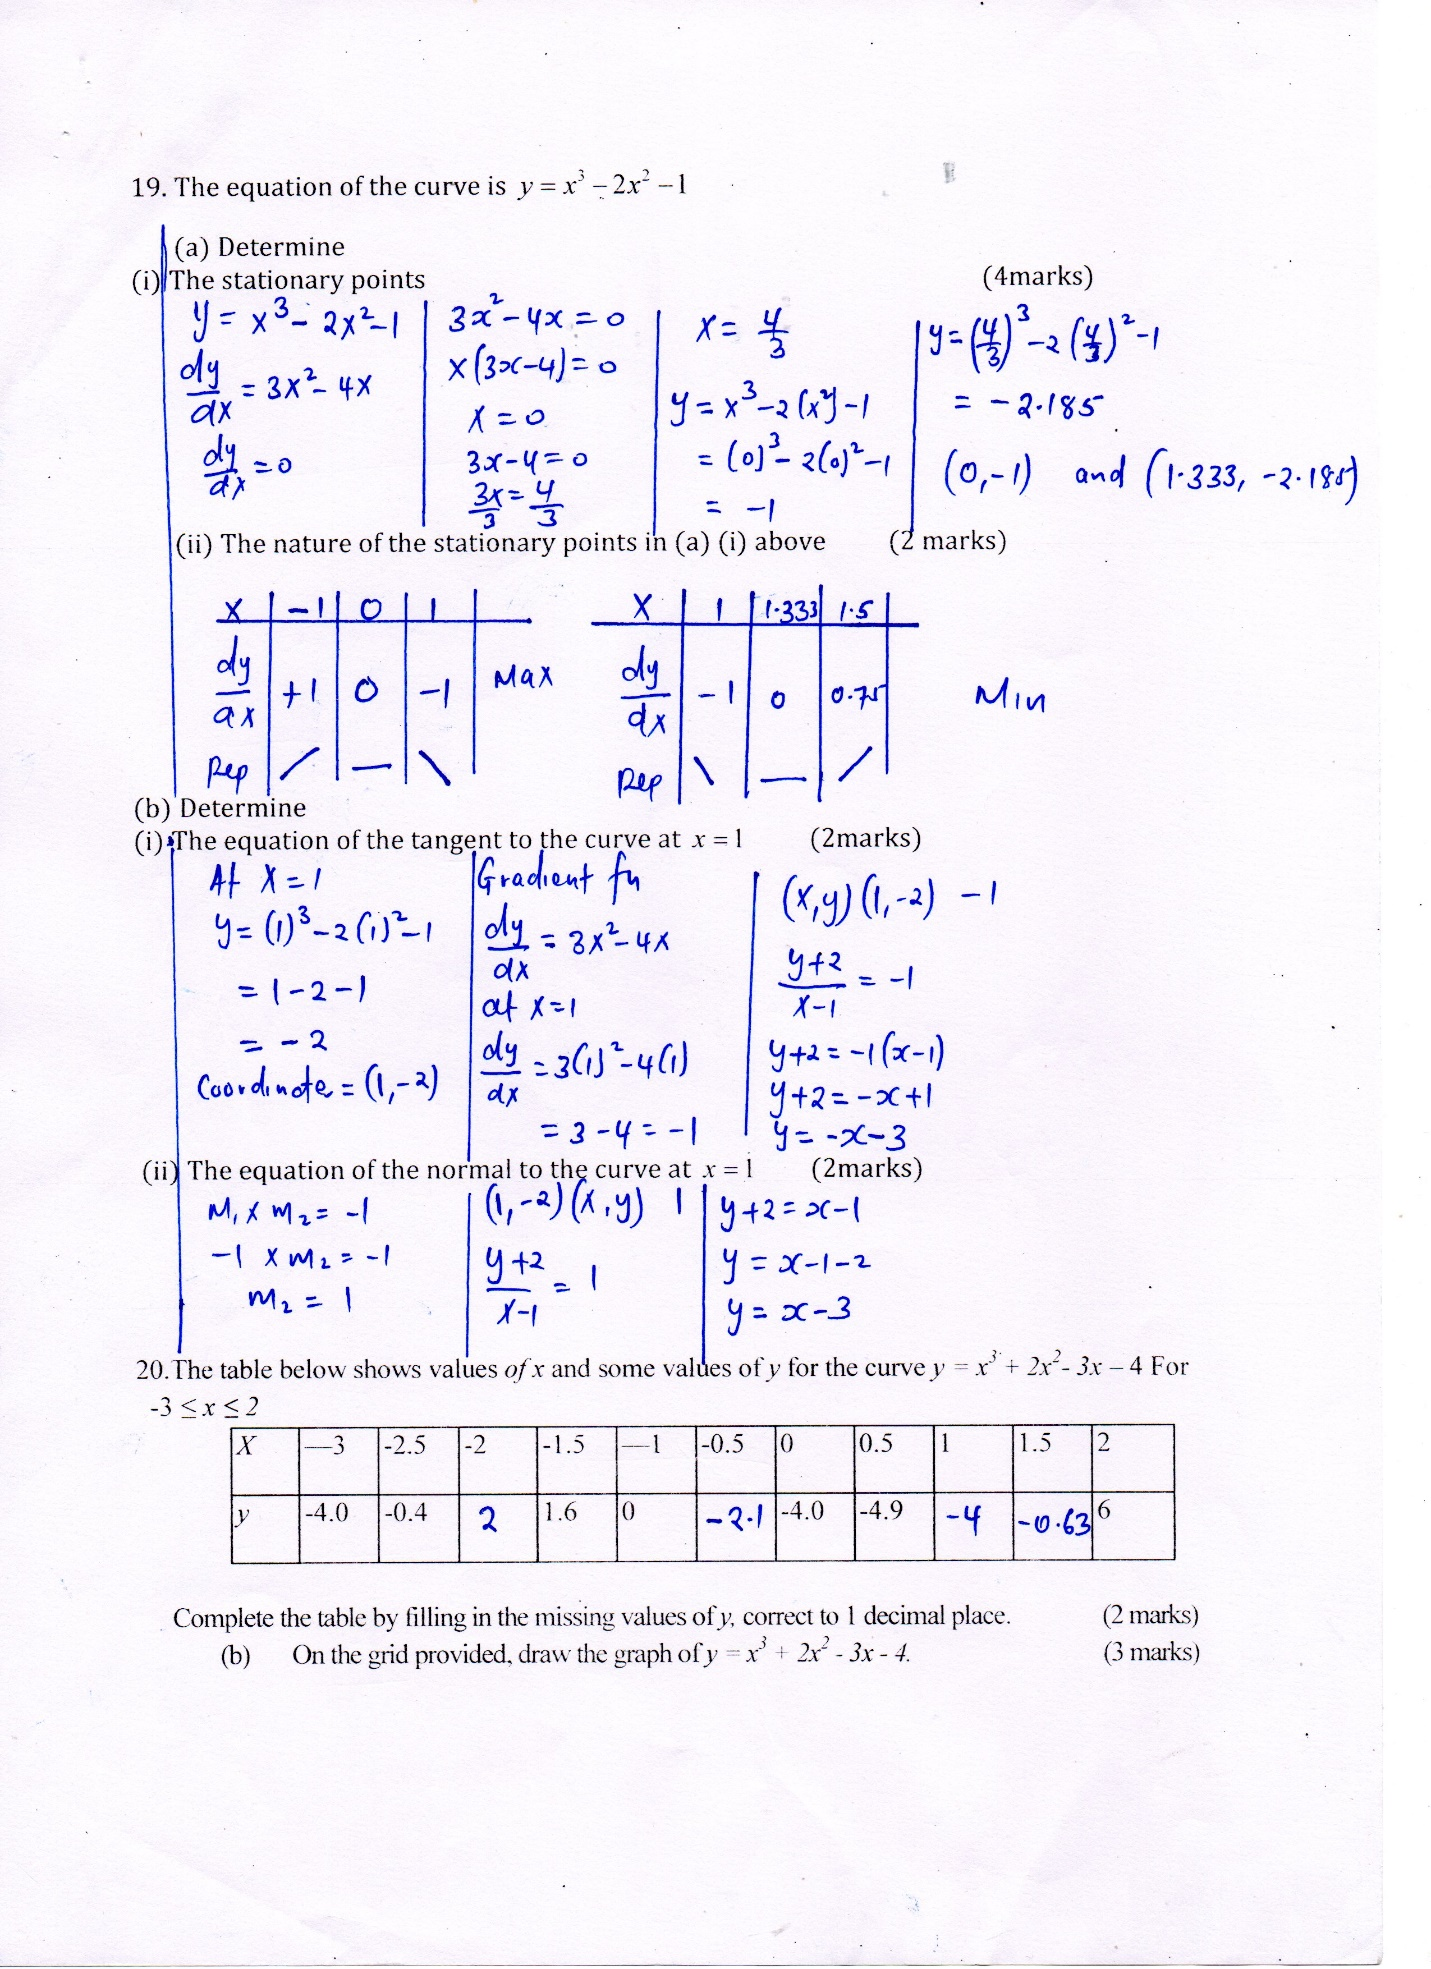 19. The equation of the curve is y = x³ – 2x² – 1
(a) Determine
(i) The stationary points (4marks)
y = x³ – 2x² – 1
dy/dx = 3x² – 4x
dy/dx = 0
3x² – 4x = 0
x(3x – 4) = 0
x = 0
3x – 4 = 0
3x/3 = 4/3
x = 4/3
y = x³ – 2(x²) – 1
= (0)³ – 2(0)² – 1
= –1
y = (4/3)³ – 2(4/3)² – 1
= – 2.185
(0, –1) and (1.333, –2.185)
(ii) The nature of the stationary points in (a) (i) above (2 marks)
x | –1 | 0 | 1 |
dy/dx | +1 | 0 | –1 | Max
Rep | / | — | \
x | 1 | 1.333 | 1.5 |
dy/dx | –1 | 0 | 0.75 | Min
Rep | \ | — | /
(b) Determine
(i) The equation of the tangent to the curve at x = 1 (2marks)
At x = 1
y = (1)³ – 2(1)² – 1
= 1 – 2 – 1
= – 2
Coordinate = (1, –2)
Gradient fn
dy/dx = 3x² – 4x
at x = 1
dy/dx = 3(1)² – 4(1)
= 3 – 4 = –1
(x,y) (1,–2) –1
y+2/x–1 = –1
y+2 = –1(x–1)
y+2 = –x+1
y = –x–3
(ii) The equation of the normal to the curve at x = 1 (2marks)
M₁ x m₂ = –1
–1 x m₂ = –1
m₂ = 1
(1,–2) (x,y) 1
y+2/x–1 = 1
y+2 = x–1
y = x–1–2
y = x–3
20. The table below shows values of x and some values of y for the curve y = x³ + 2x² - 3x – 4 For
-3 ≤ x ≤ 2
X | —3 | -2.5 | -2 | -1.5 | —1 | -0.5 | 0 | 0.5 | 1 | 1.5 | 2
y | -4.0 | -0.4 | 2 | 1.6 | 0 | –2.1 | -4.0 | -4.9 | –4 | –0.63 | 6
Complete the table by filling in the missing values of y, correct to 1 decimal place. (2 marks)
(b) On the grid provided, draw the graph of y = x³ + 2x² - 3x - 4. (3 marks)